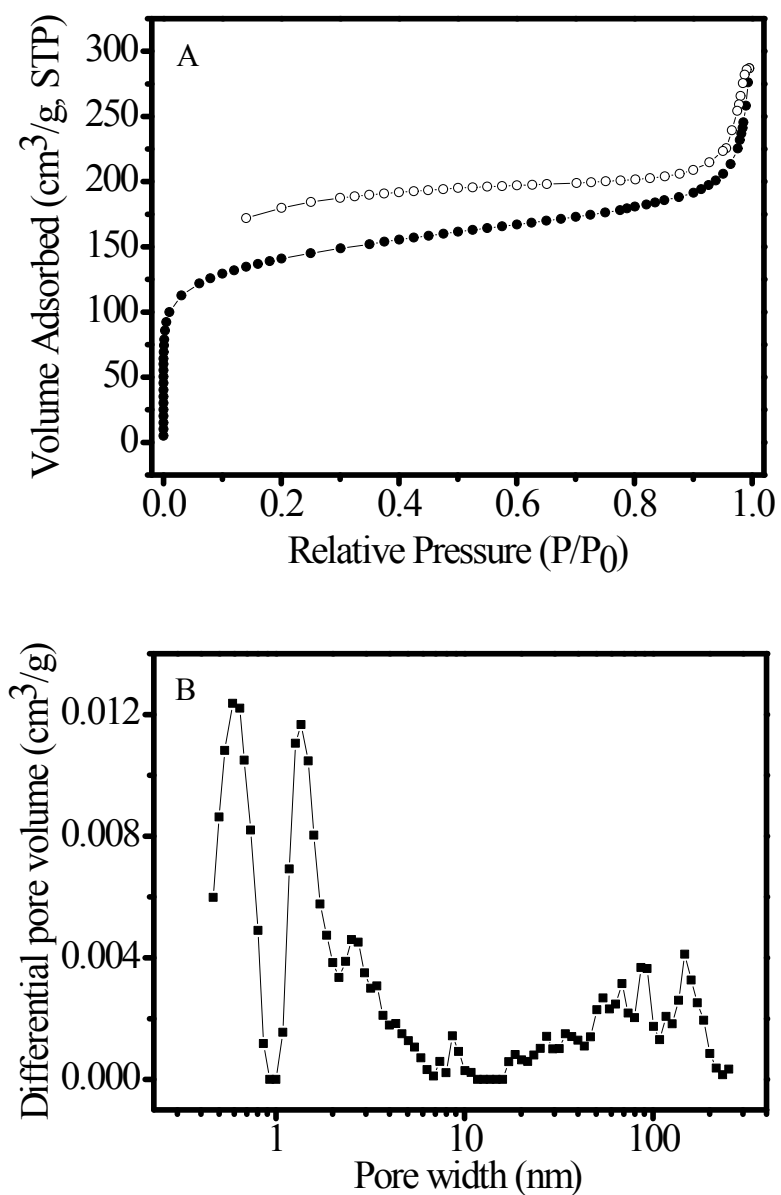 A
Volume Adsorbed (cm³/g, STP)
300
250
200
150
100
50
0
0.0 0.2 0.4 0.6 0.8 1.0
Relative Pressure (P/P₀)
B
Differential pore volume (cm³/g)
0.012
0.008
0.004
0.000
1 10 100
Pore width (nm)